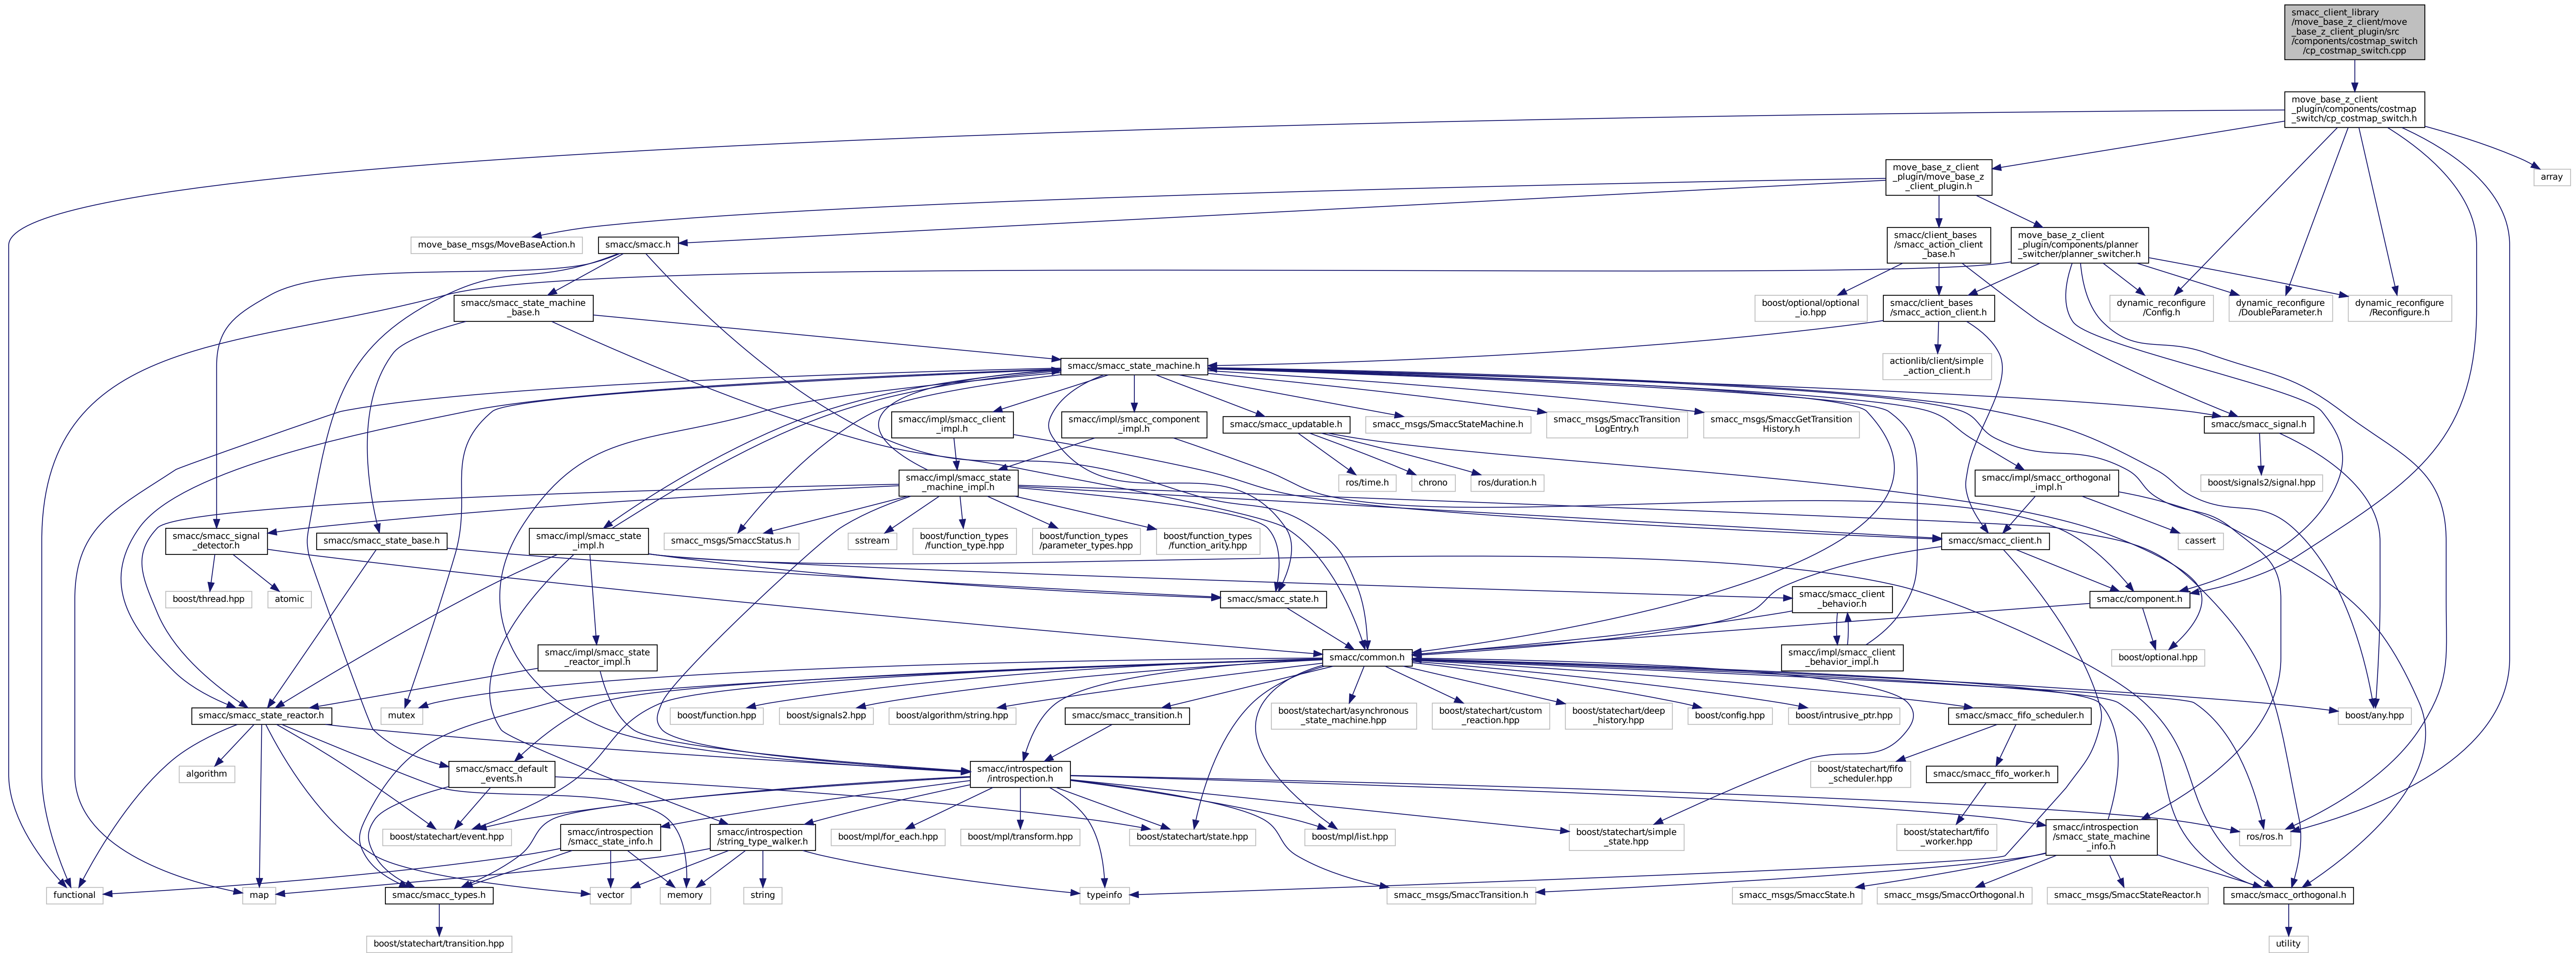 smacc_client_library
/move_base_z_client/move
_base_z_client_plugin/src
/components/costmap_switch
/cp_costmap_switch.cpp
move_base_z_client
_plugin/components/costmap
_switch/cp_costmap_switch.h
move_base_z_client
_plugin/move_base_z
_client_plugin.h
array
move_base_msgs/MoveBaseAction.h
smacc/smacc.h
smacc/client_bases
/smacc_action_client
_base.h
move_base_z_client
_plugin/components/planner
_switcher/planner_switcher.h
smacc/smacc_state_machine
_base.h
boost/optional/optional
_io.hpp
smacc/client_bases
/smacc_action_client.h
dynamic_reconfigure
/Config.h
dynamic_reconfigure
/DoubleParameter.h
dynamic_reconfigure
/Reconfigure.h
smacc/smacc_state_machine.h
actionlib/client/simple
_action_client.h
smacc/impl/smacc_client
_impl.h
smacc/impl/smacc_component
_impl.h
smacc/smacc_updatable.h
smacc_msgs/SmaccStateMachine.h
smacc_msgs/SmaccTransition
LogEntry.h
smacc_msgs/SmaccGetTransition
History.h
smacc/smacc_signal.h
smacc/impl/smacc_state
_machine_impl.h
ros/time.h
chrono
ros/duration.h
smacc/impl/smacc_orthogonal
_impl.h
boost/signals2/signal.hpp
smacc/smacc_signal
_detector.h
smacc/smacc_state_base.h
smacc/impl/smacc_state
_impl.h
smacc_msgs/SmaccStatus.h
sstream
boost/function_types
/function_type.hpp
boost/function_types
/parameter_types.hpp
boost/function_types
/function_arity.hpp
smacc/smacc_client.h
cassert
boost/thread.hpp
atomic
smacc/smacc_state.h
smacc/smacc_client
_behavior.h
smacc/component.h
smacc/impl/smacc_state
_reactor_impl.h
smacc/common.h
smacc/impl/smacc_client
_behavior_impl.h
boost/optional.hpp
smacc/smacc_state_reactor.h
mutex
boost/function.hpp
boost/signals2.hpp
boost/algorithm/string.hpp
smacc/smacc_transition.h
boost/statechart/asynchronous
_state_machine.hpp
boost/statechart/custom
_reaction.hpp
boost/statechart/deep
_history.hpp
boost/config.hpp
boost/intrusive_ptr.hpp
smacc/smacc_fifo_scheduler.h
boost/any.hpp
algorithm
smacc/smacc_default
_events.h
smacc/introspection
/introspection.h
boost/statechart/fifo
_scheduler.hpp
smacc/smacc_fifo_worker.h
boost/statechart/event.hpp
smacc/introspection
/smacc_state_info.h
smacc/introspection
/string_type_walker.h
boost/mpl/for_each.hpp
boost/mpl/transform.hpp
boost/statechart/state.hpp
boost/mpl/list.hpp
boost/statechart/simple
_state.hpp
boost/statechart/fifo
_worker.hpp
smacc/introspection
/smacc_state_machine
_info.h
ros/ros.h
functional
map
smacc/smacc_types.h
vector
memory
string
typeinfo
smacc_msgs/SmaccTransition.h
smacc_msgs/SmaccState.h
smacc_msgs/SmaccOrthogonal.h
smacc_msgs/SmaccStateReactor.h
smacc/smacc_orthogonal.h
boost/statechart/transition.hpp
utility